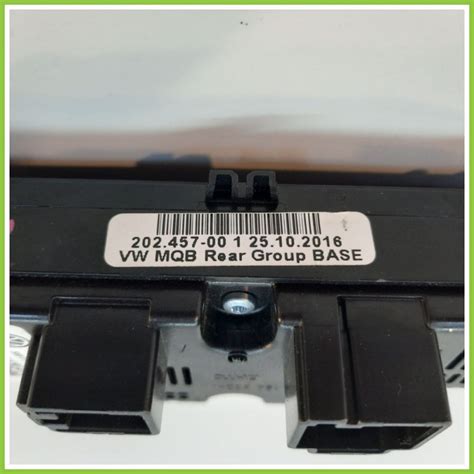 202.457-00 1 25.10.2016
VW MQB Rear Group BASE